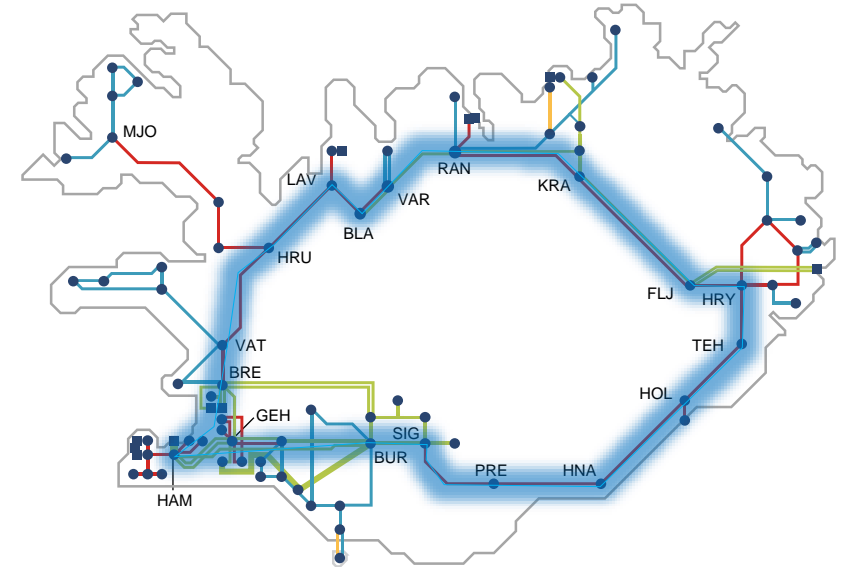 MJO
RAN
LAV
KRA
VAR
BLA
HRU
FLJ
HRY
VAT
TEH
BRE
HOL
GEH
SIG
BUR
PRE
HNA
HAM